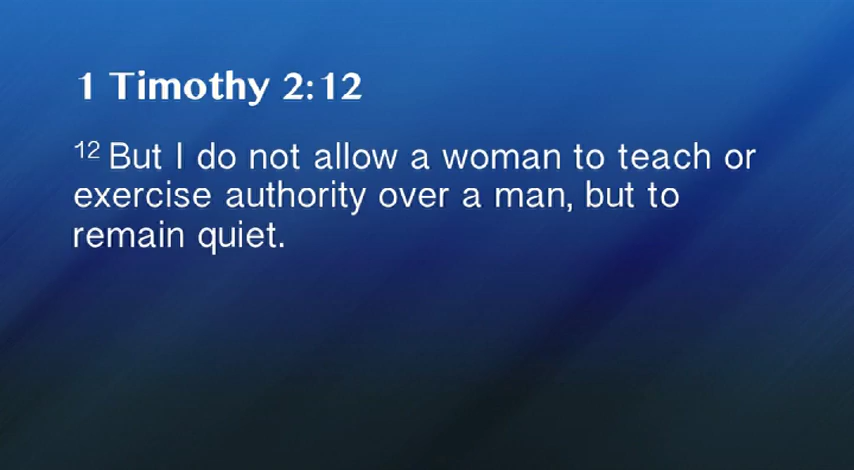 1 Timothy 2:12
12 But I do not allow a woman to teach or
exercise authority over a man, but to
remain quiet.